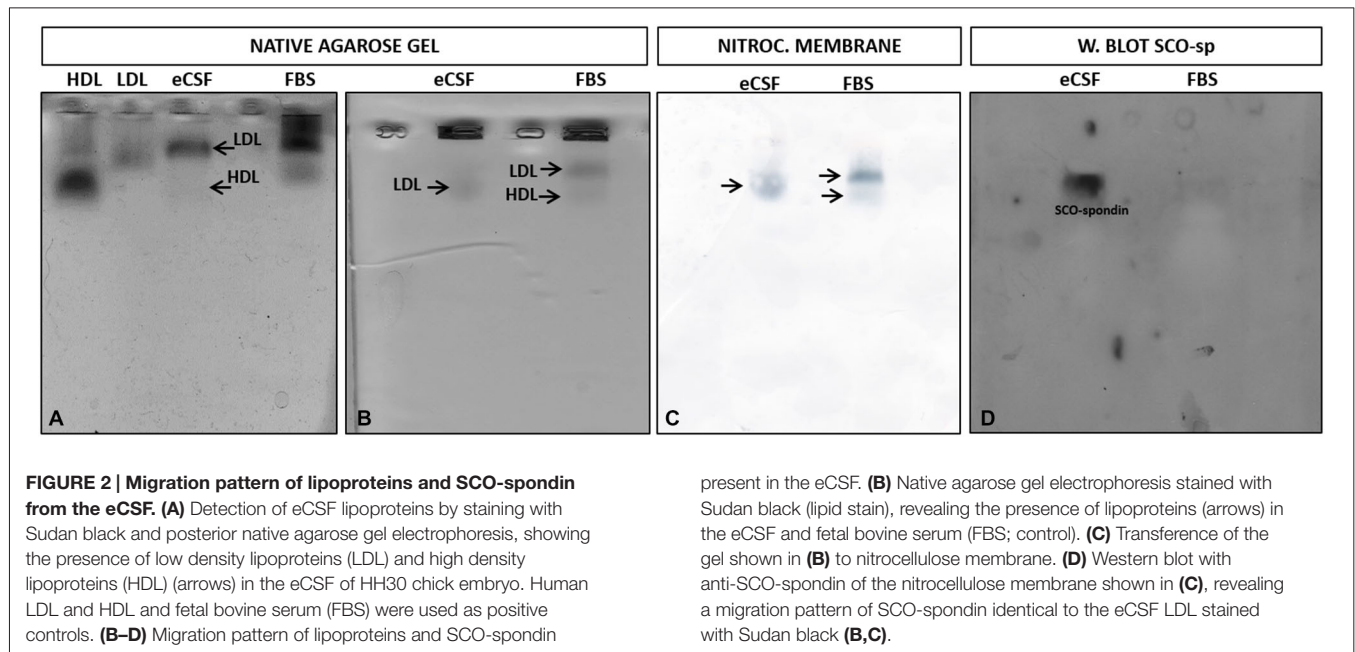 NATIVE AGAROSE GEL
NITROC. MEMBRANE
W. BLOT SCO-sp
HDL LDL eCSF FBS
eCSF FBS
eCSF FBS
eCSF FBS
LDL
HDL
A
LDL
LDL
HDL
B
C
SCO-spondin
D
FIGURE 2 | Migration pattern of lipoproteins and SCO-spondin
from the eCSF. (A) Detection of eCSF lipoproteins by staining with
Sudan black and posterior native agarose gel electrophoresis, showing
the presence of low density lipoproteins (LDL) and high density
lipoproteins (HDL) (arrows) in the eCSF of HH30 chick embryo. Human
LDL and HDL and fetal bovine serum (FBS) were used as positive
controls. (B–D) Migration pattern of lipoproteins and SCO-spondin
present in the eCSF. (B) Native agarose gel electrophoresis stained with
Sudan black (lipid stain), revealing the presence of lipoproteins (arrows) in
the eCSF and fetal bovine serum (FBS; control). (C) Transference of the
gel shown in (B) to nitrocellulose membrane. (D) Western blot with
anti-SCO-spondin of the nitrocellulose membrane shown in (C), revealing
a migration pattern of SCO-spondin identical to the eCSF LDL stained
with Sudan black (B,C).